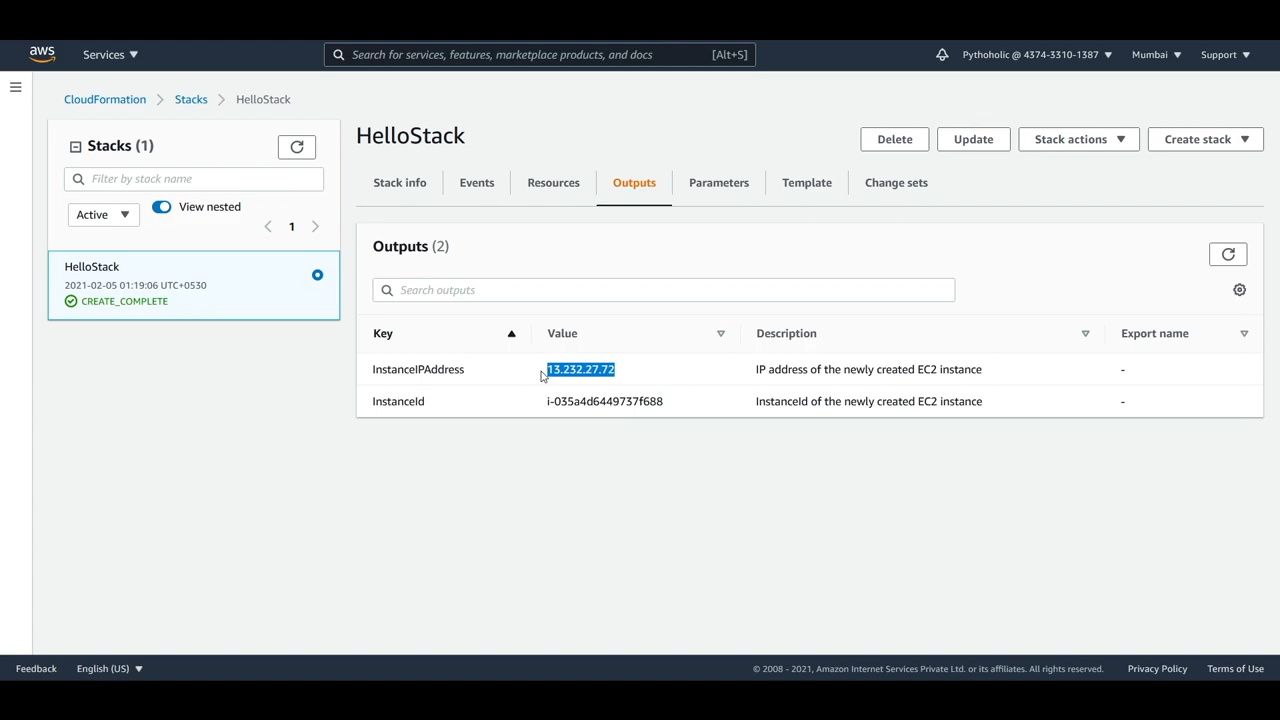 aws
Services
Search for services, features, marketplace products, and docs [Alt+S]
Pythoholic @ 4374-3310-1387
Mumbai
Support
CloudFormation
Stacks
HelloStack
Stacks (1)
Filter by stack name
Active
View nested
1
HelloStack
2021-02-05 01:19:06 UTC+0530
CREATE_COMPLETE
HelloStack
Delete
Update
Stack actions
Create stack
Stack info
Events
Resources
Outputs
Parameters
Template
Change sets
Outputs (2)
Search outputs
Key Value Description Export name
InstanceIPAddress 13.232.27.72 IP address of the newly created EC2 instance -
InstanceId i-035a4d6449737f688 InstanceId of the newly created EC2 instance -
Feedback
English (US)
© 2008 - 2021, Amazon Internet Services Private Ltd. or its affiliates. All rights reserved.
Privacy Policy
Terms of Use